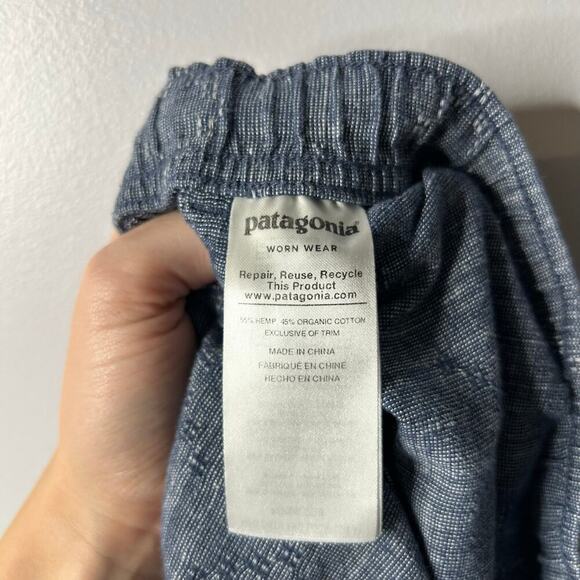 patagonia®
WORN WEAR
Repair, Reuse, Recycle
This Product
www.patagonia.com
55% HEMP 45% ORGANIC COTTON
EXCLUSIVE OF TRIM
MADE IN CHINA
FABRIQUÉ EN CHINE
HECHO EN CHINA